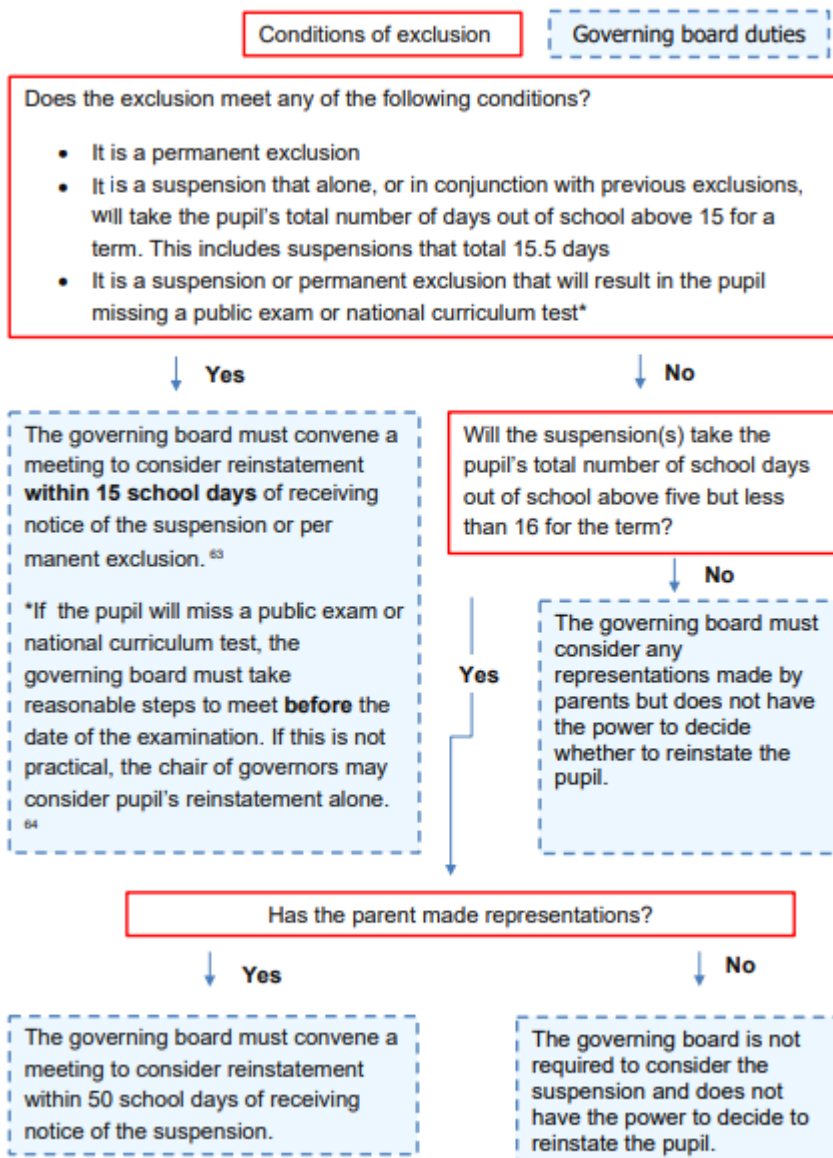 Conditions of exclusion
Governing board duties
Does the exclusion meet any of the following conditions?
• It is a permanent exclusion
• It is a suspension that alone, or in conjunction with previous exclusions,
will take the pupil's total number of days out of school above 15 for a
term. This includes suspensions that total 15.5 days
• It is a suspension or permanent exclusion that will result in the pupil
missing a public exam or national curriculum test*
Yes
No
The governing board must convene a
meeting to consider reinstatement
within 15 school days of receiving
notice of the suspension or per
manent exclusion. 63
*If the pupil will miss a public exam or
national curriculum test, the
governing board must take
reasonable steps to meet before the
date of the examination. If this is not
practical, the chair of governors may
consider pupil's reinstatement alone.
64
Will the suspension(s) take the
pupil's total number of school days
out of school above five but less
than 16 for the term?
No
Yes
The governing board must
consider any
representations made by
parents but does not have
the power to decide
whether to reinstate the
pupil.
Has the parent made representations?
Yes
No
The governing board must convene a
meeting to consider reinstatement
within 50 school days of receiving
notice of the suspension.
The governing board is not
required to consider the
suspension and does not
have the power to decide to
reinstate the pupil.